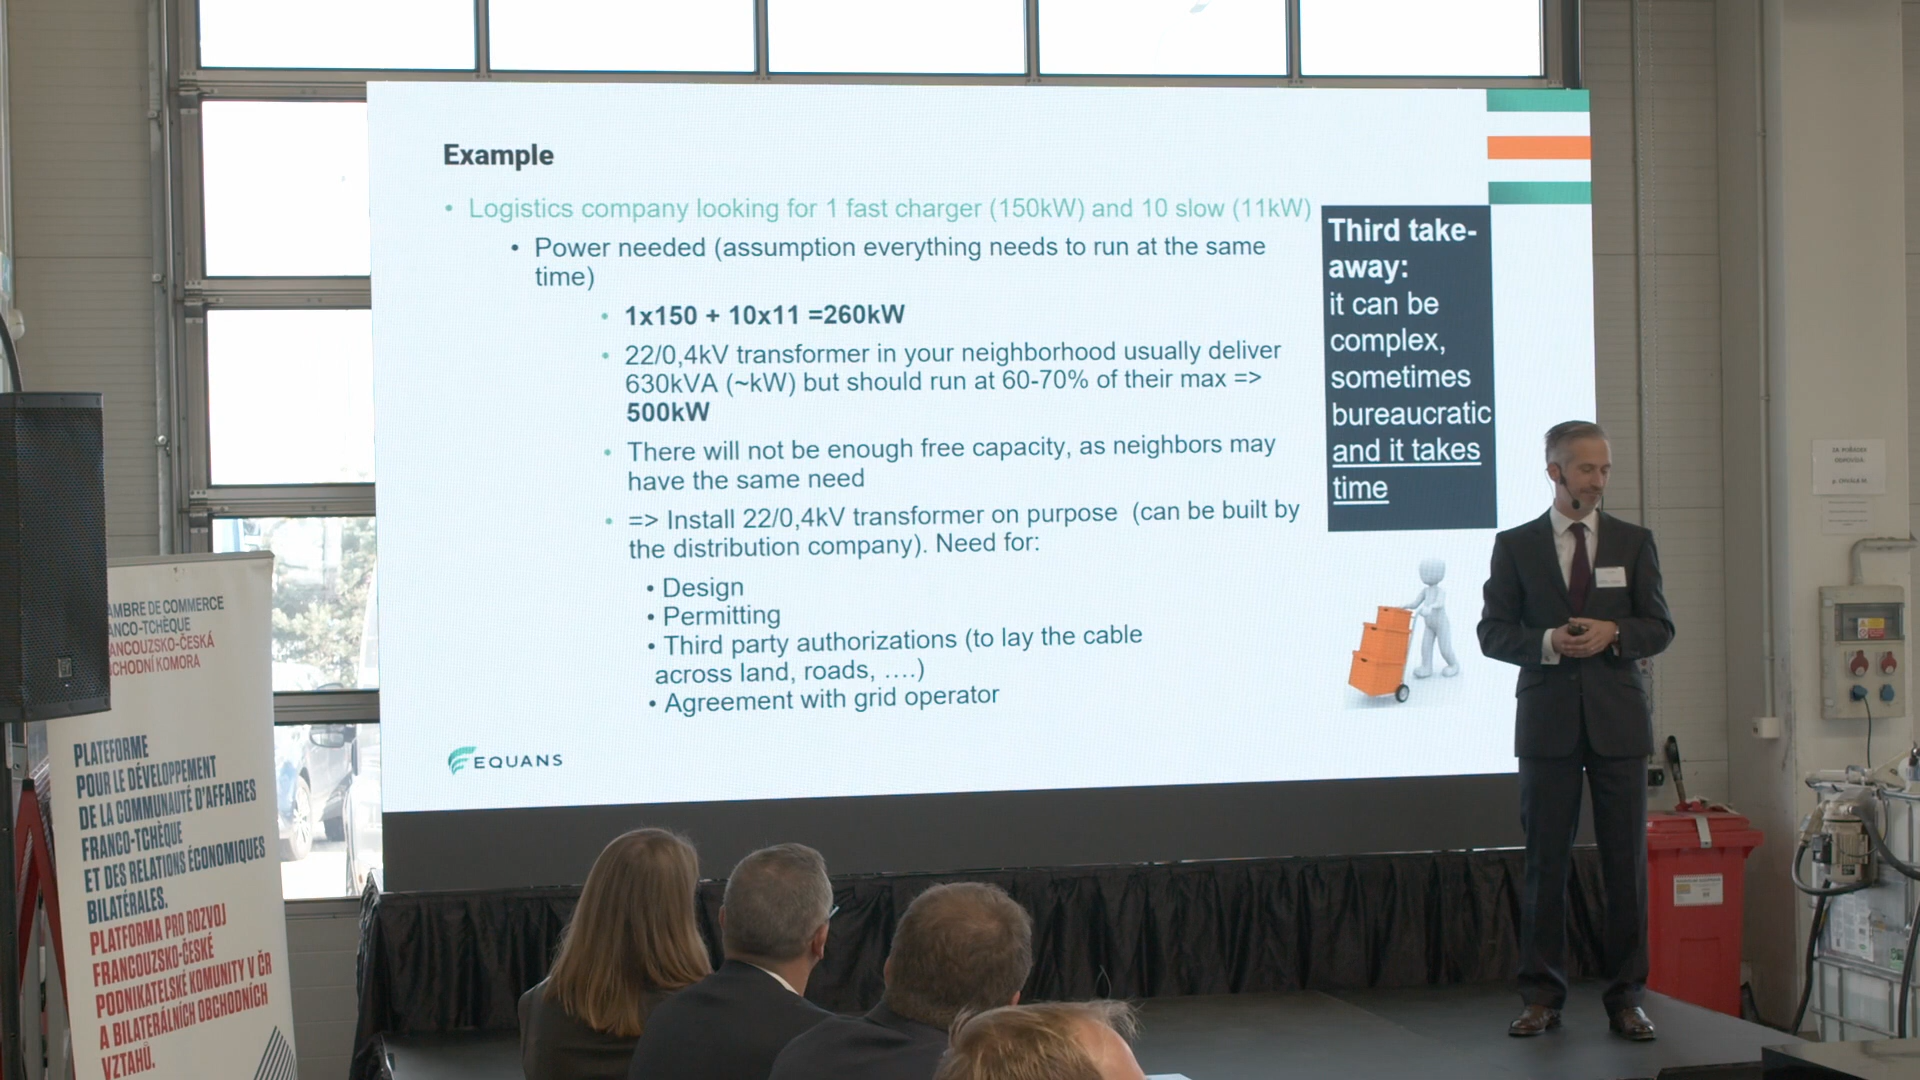 Example
• Logistics company looking for 1 fast charger (150kW) and 10 slow (11kW)
• Power needed (assumption everything needs to run at the same
time)
• 1x150 + 10x11 =260kW
• 22/0,4kV transformer in your neighborhood usually deliver
630kVA (~kW) but should run at 60-70% of their max =>
500kW
• There will not be enough free capacity, as neighbors may
have the same need
• => Install 22/0,4kV transformer on purpose (can be built by
the distribution company). Need for:
• Design
• Permitting
• Third party authorizations (to lay the cable
across land, roads, ....)
• Agreement with grid operator
EQUANS
Third take-
away:
it can be
complex,
sometimes
bureaucratic
and it takes
time
AMBRE DE COMMERCE
ANCO-TCHÈQUE
ANCOUZSKO-ČESKÁ
CHODNÍ KOMORA
PLATEFORME
POUR LE DÉVELOPPEMENT
DE LA COMMUNAUTÉ D'AFFAIRES
FRANCO-TCHÈQUE
ET DES RELATIONS ÉCONOMIQUES
BILATÉRALES.
PLATFORMA PRO ROZVOJ
FRANCOUZSKO-ČESKÉ
PODNIKATELSKÉ KOMUNITY V ČR
A BILATERÁLNÍCH OBCHODNÍCH
VZTAHŮ.